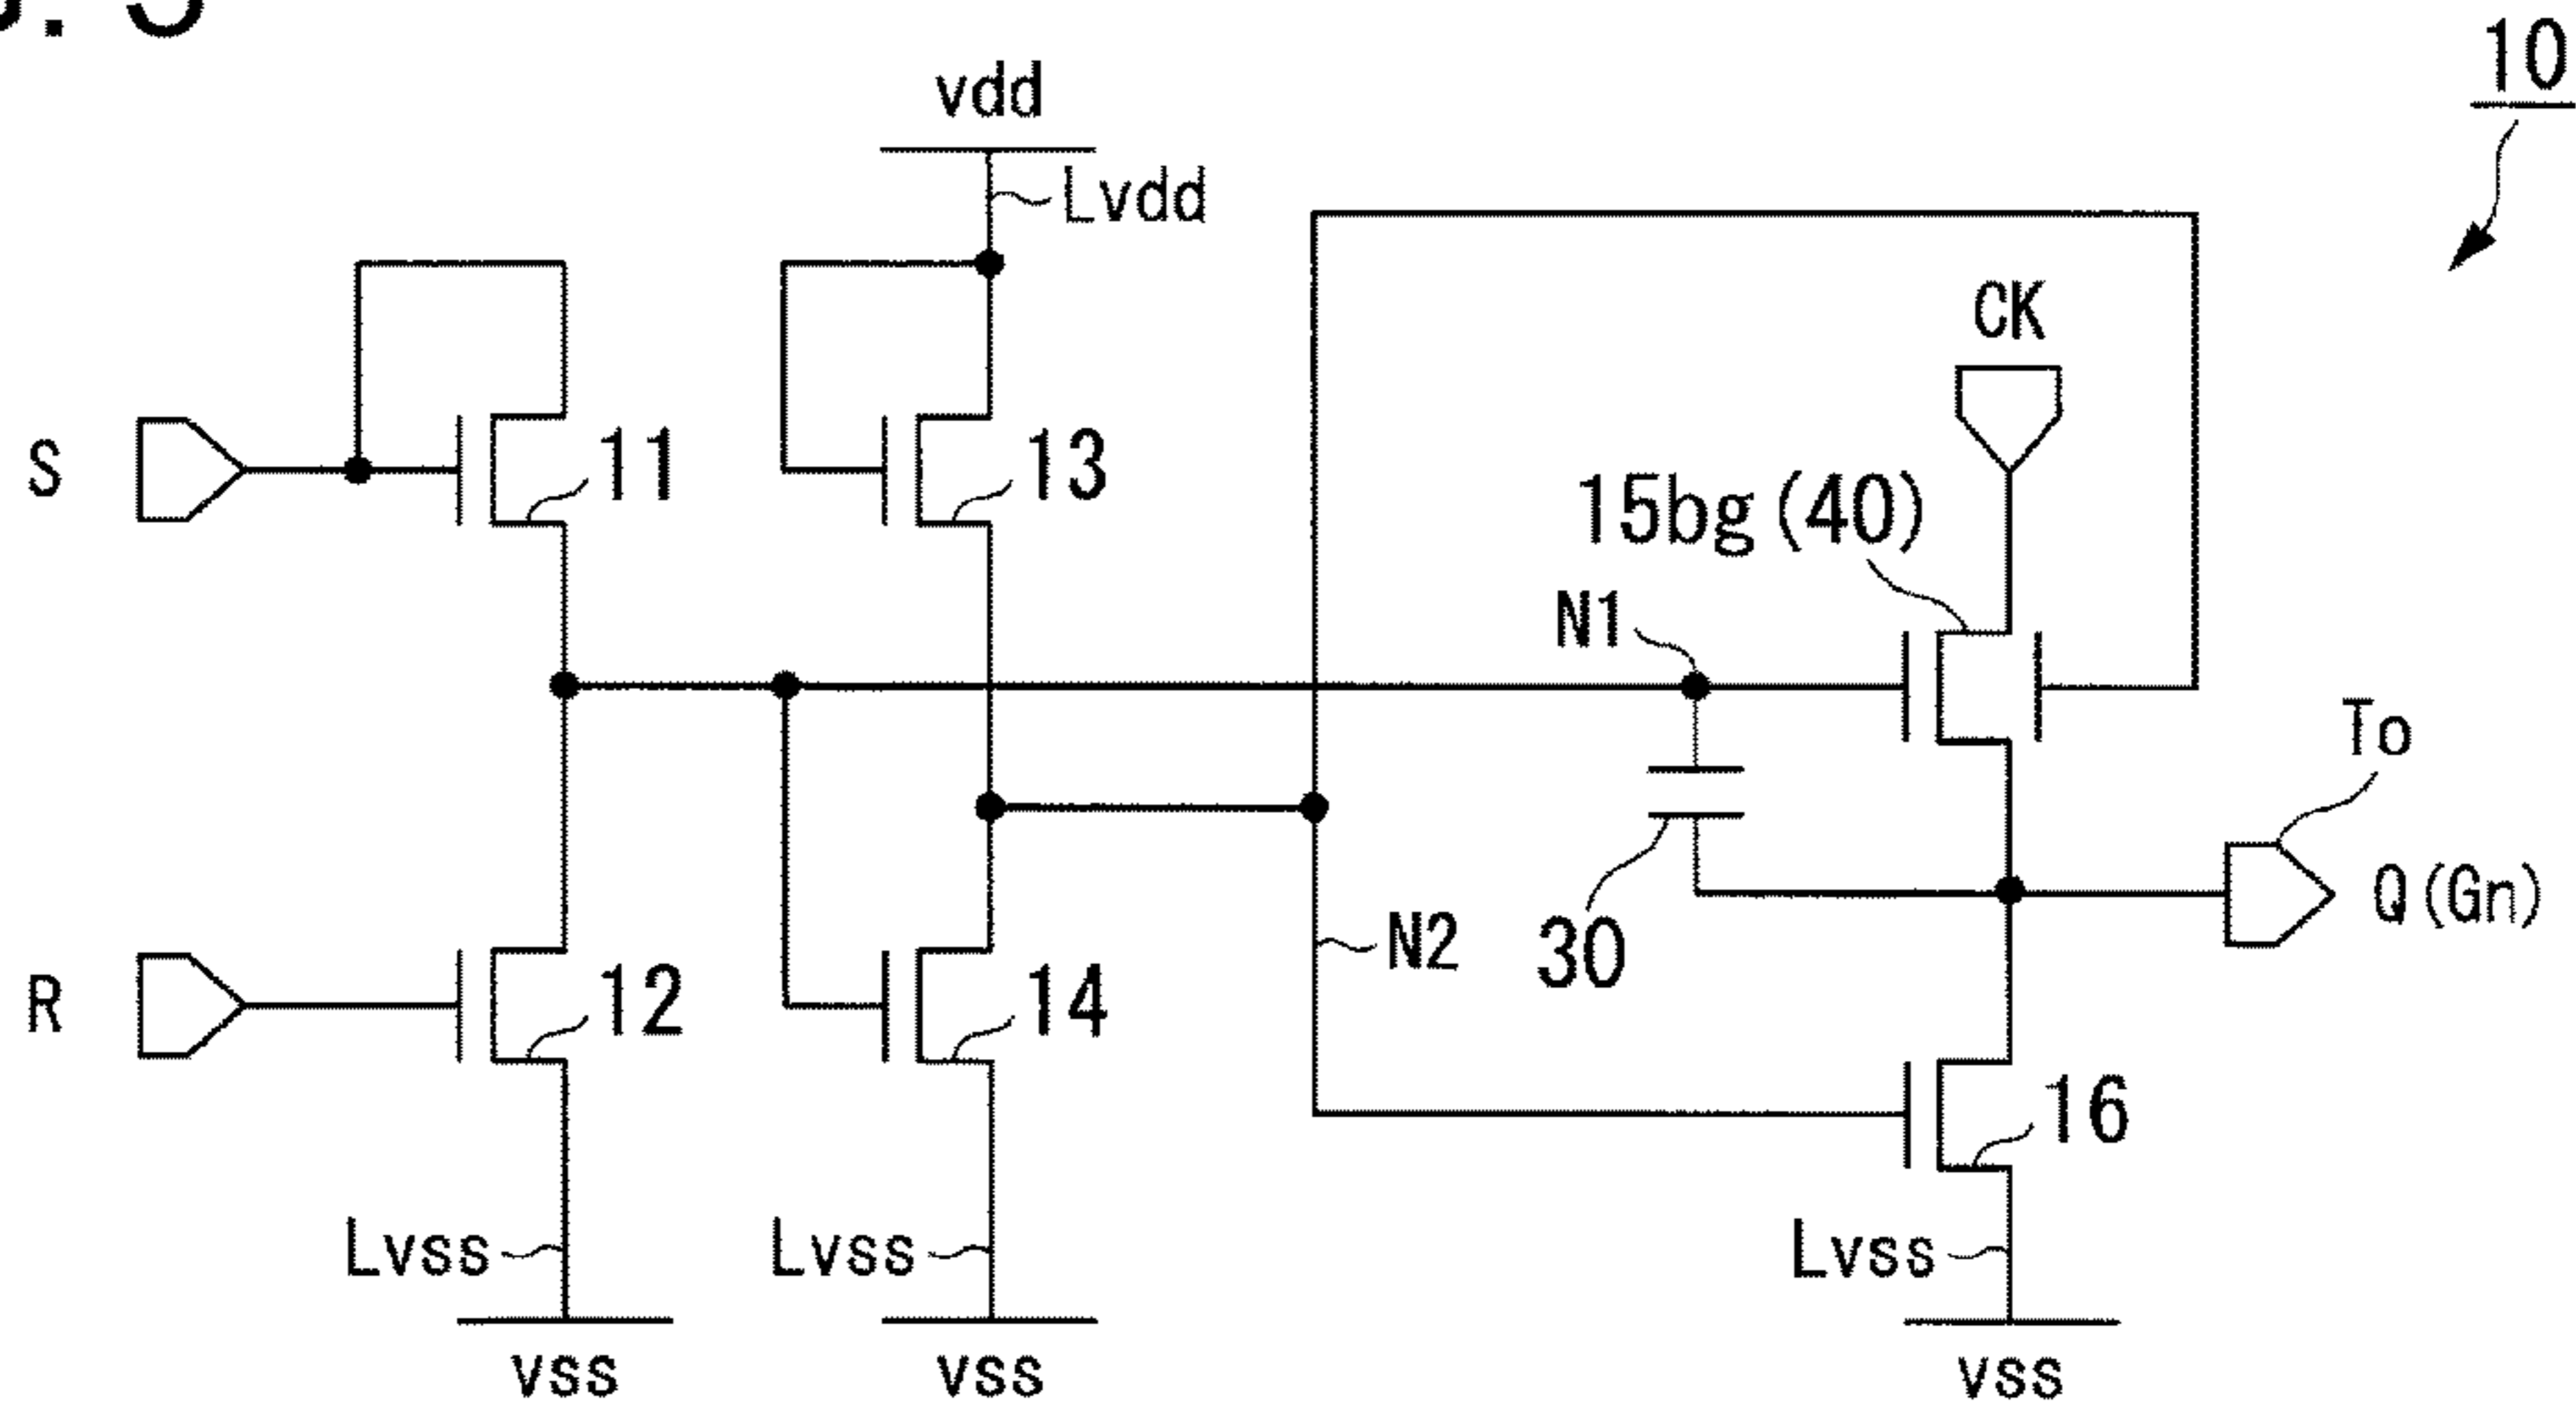 10
vdd
Lvdd
CK
S
11
13
15bg(40)
N1
To
Q(Gn)
R
12
14
N2
30
16
Lvss
Lvss
Lvss
vss
vss
vss